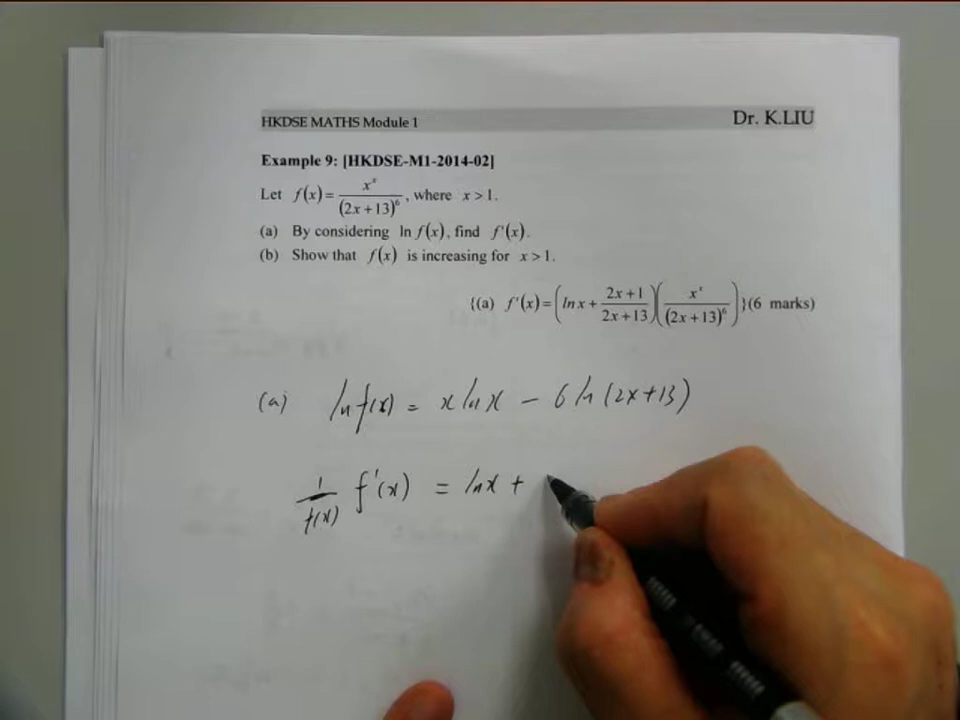 HKDSE MATHS Module 1 Dr. K.LIU
Example 9: [HKDSE-M1-2014-02]
Let f(x) = x^x / (2x+13)^6, where x > 1.
(a) By considering ln f(x), find f'(x).
(b) Show that f(x) is increasing for x > 1.
{(a) f'(x) = (ln x + (2x+1)/(2x+13))(x^x/(2x+13)^6)}(6 marks)
(a) ln f(x) = x ln x − 6 ln (2x+13)
1/f(x) f'(x) = ln x +